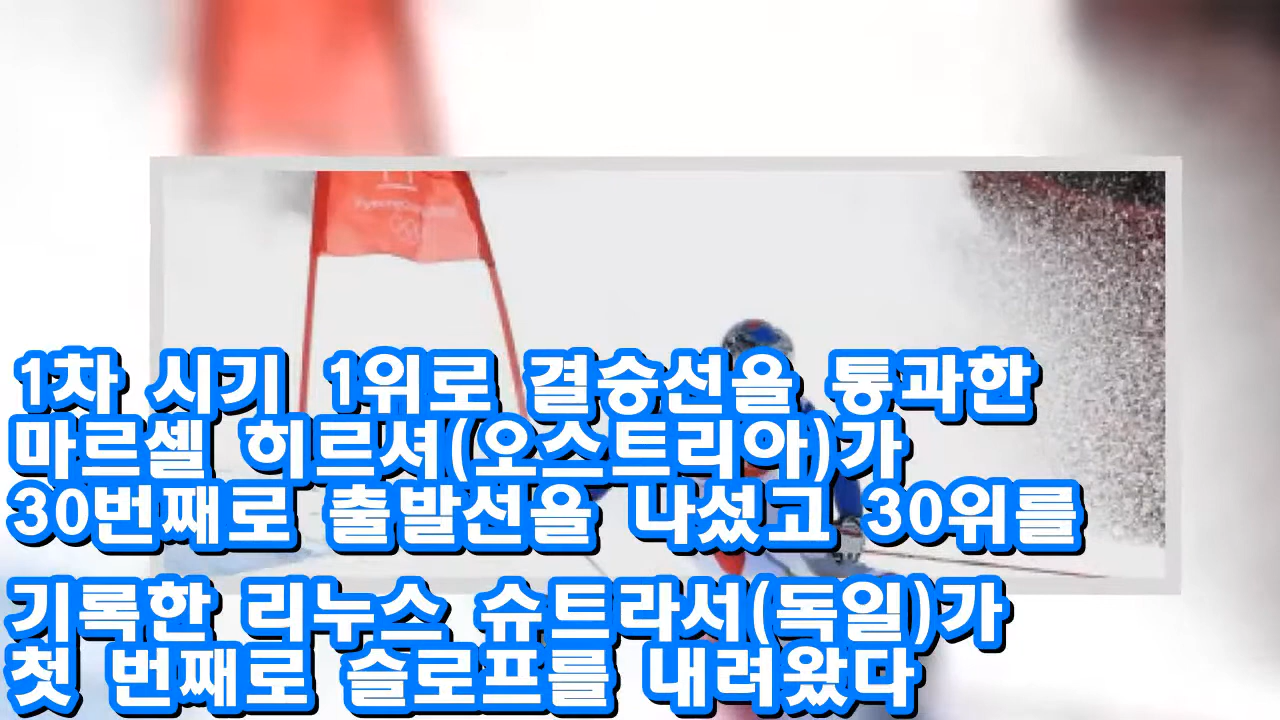 1차 시기 1위로 결승선을 통과한
마르셀 히르셔(오스트리아)가
30번째로 출발선을 나섰고 30위를
기록한 리누스 슈트라서(독일)가
첫 번째로 슬로프를 내려왔다